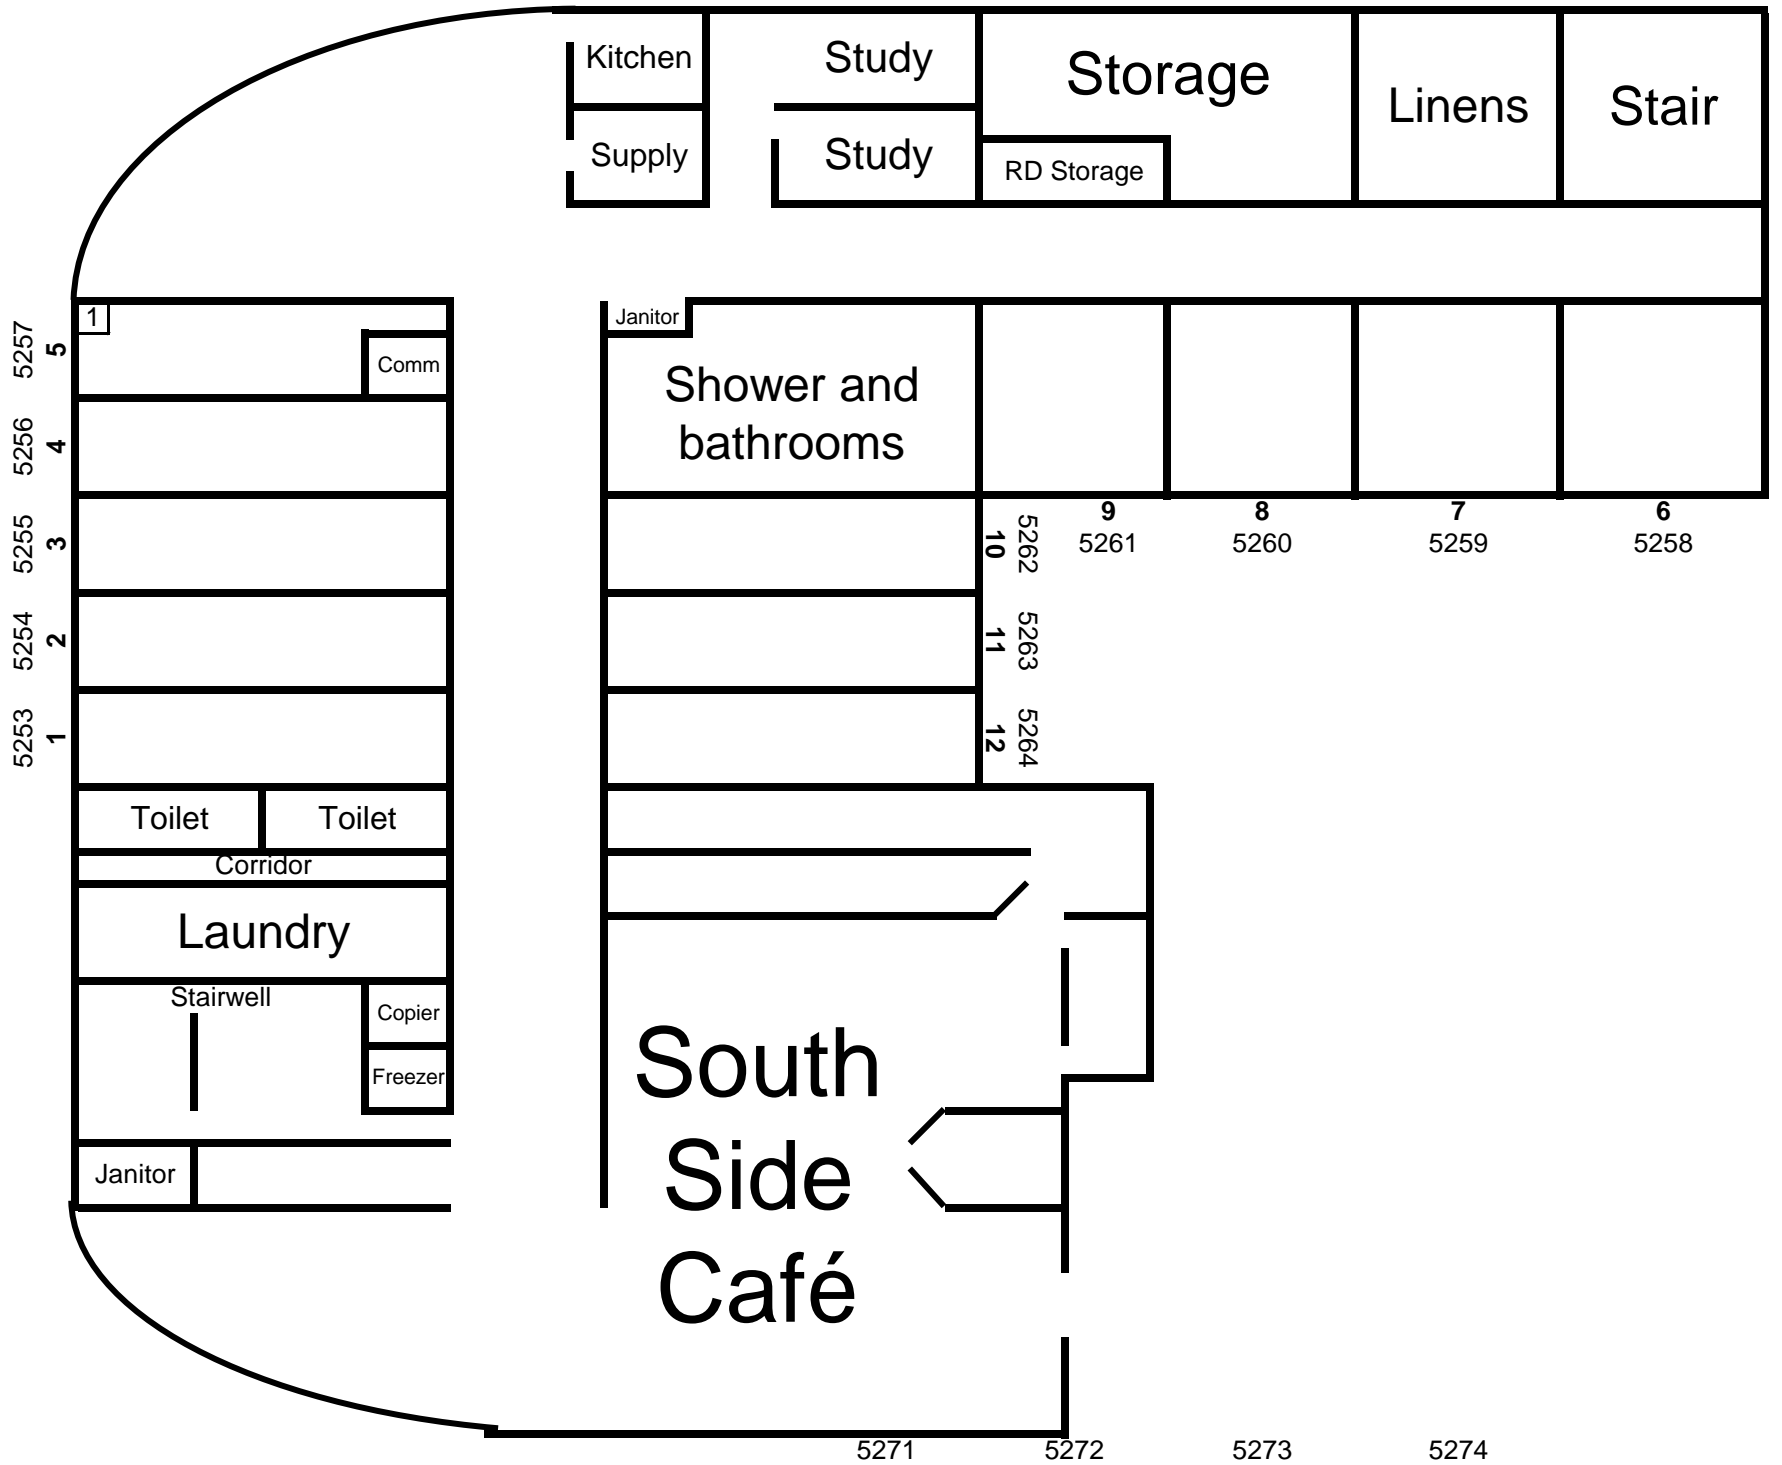 Kitchen
Study
Storage
Linens
Stair
Supply
Study
RD Storage
1
Janitor
5257
5
Comm
Shower and
bathrooms
5256
4
9
8
7
6
5261
5260
5259
5258
5255
3
10
5262
5254
2
11
5263
5253
1
12
5264
Toilet
Toilet
Corridor
Laundry
Stairwell
Copier
Freezer
South
Side
Café
Janitor
5271
5272
5273
5274